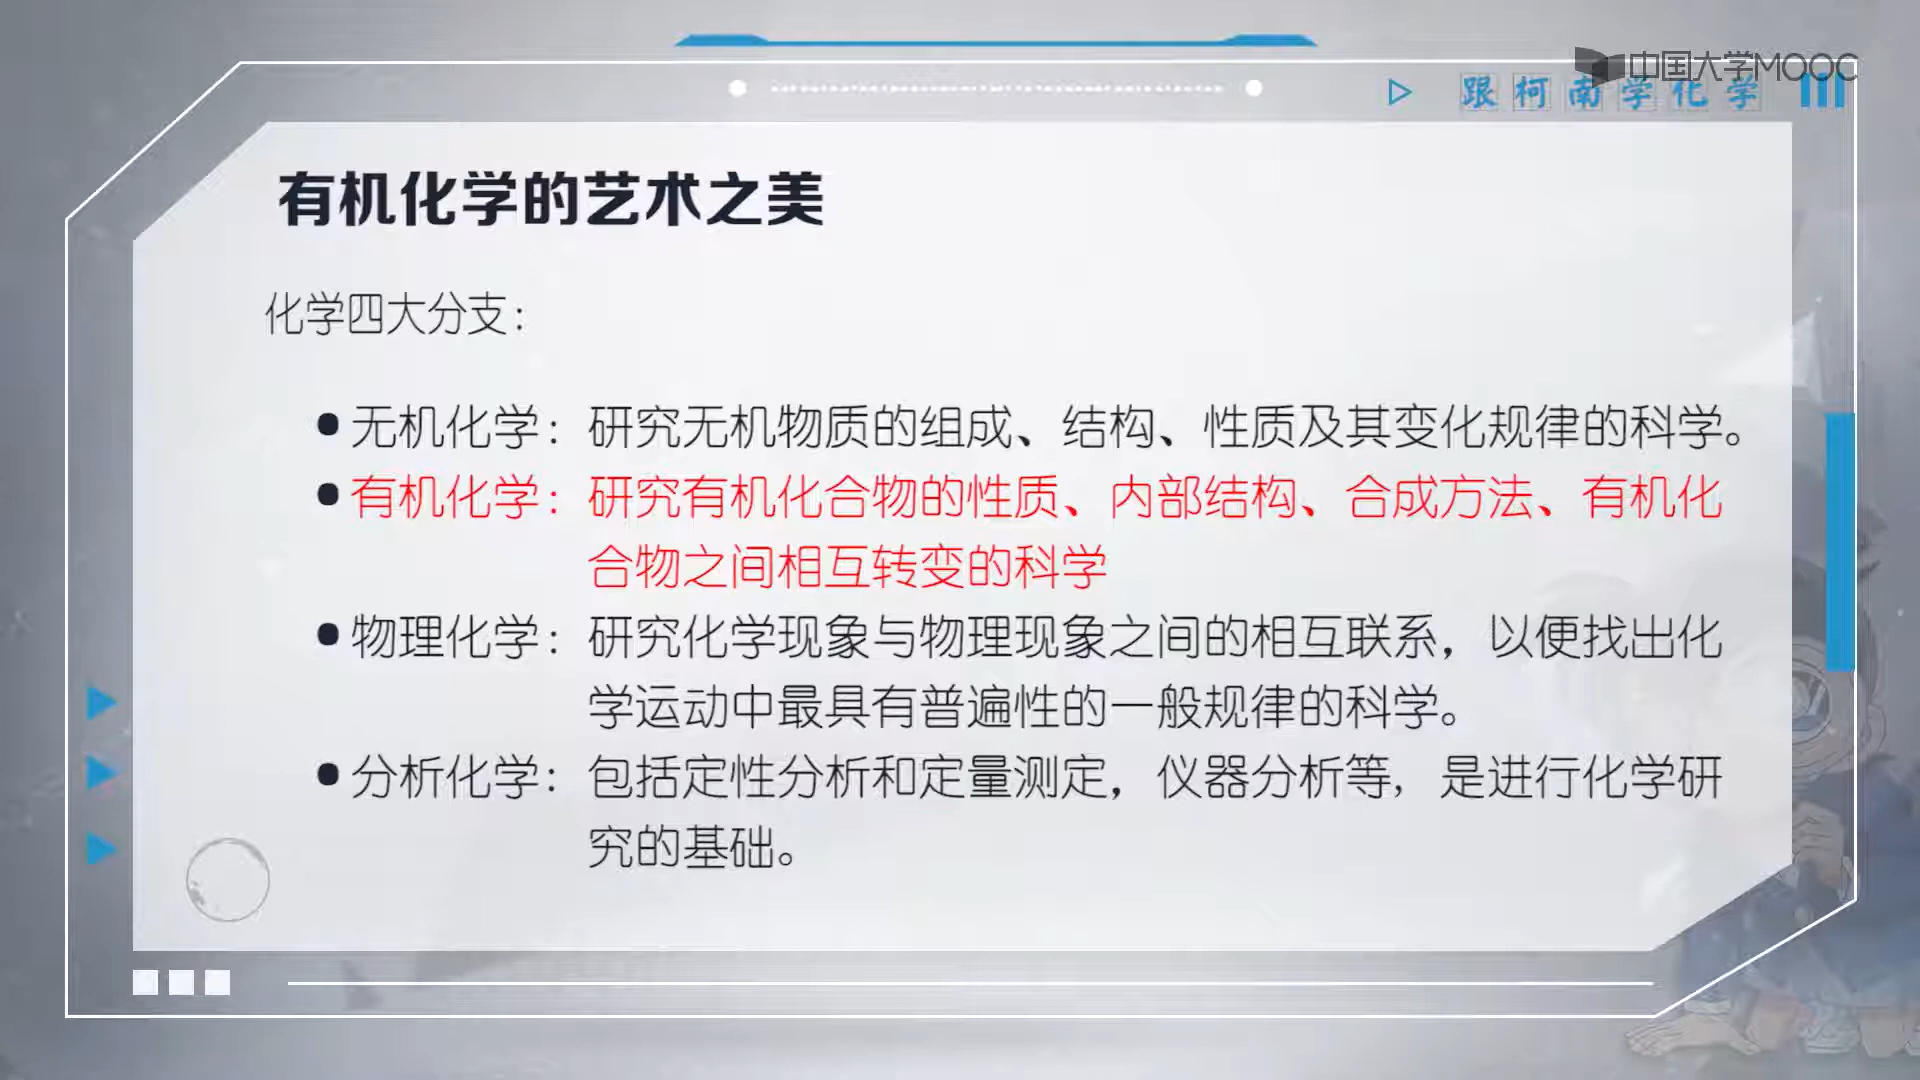 中国大学MOOC
跟柯南学化学
有机化学的艺术之美
化学四大分支：
●无机化学：研究无机物质的组成、结构、性质及其变化规律的科学。
●有机化学：研究有机化合物的性质、内部结构、合成方法、有机化
合物之间相互转变的科学
●物理化学：研究化学现象与物理现象之间的相互联系，以便找出化
学运动中最具有普遍性的一般规律的科学。
●分析化学：包括定性分析和定量测定，仪器分析等，是进行化学研
究的基础。